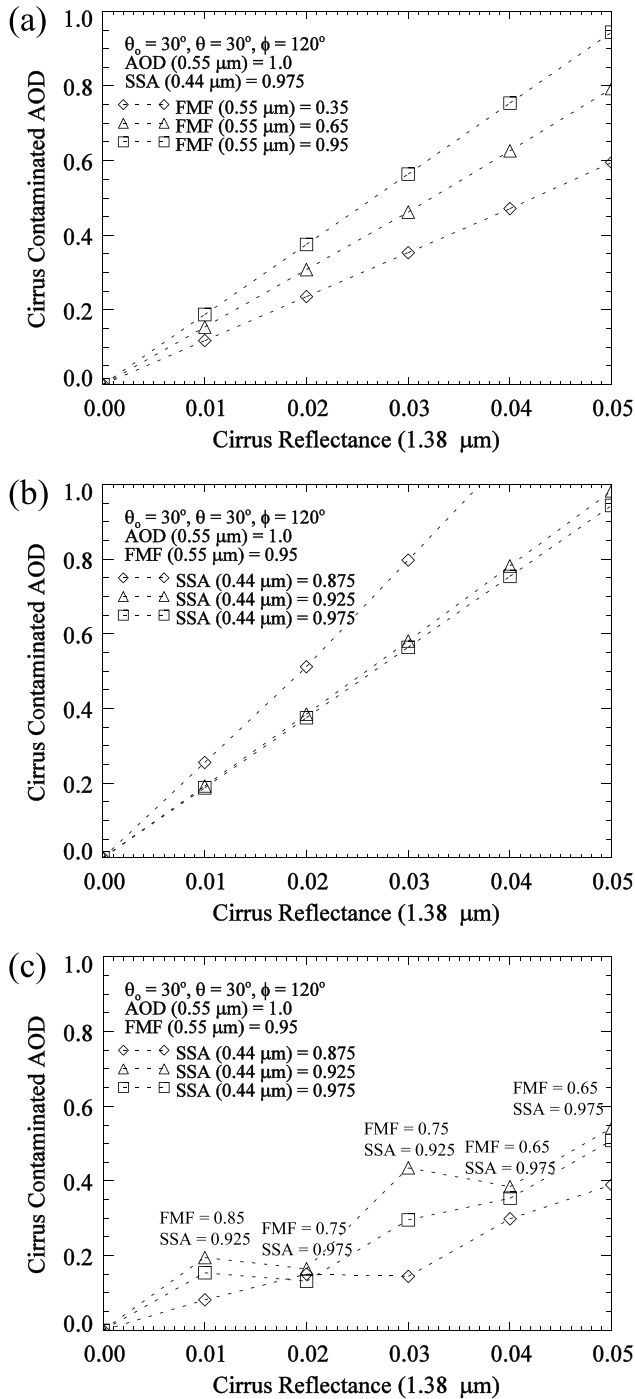 (a)
θo = 30°, θ = 30°, ϕ = 120°
AOD (0.55 μm) = 1.0
SSA (0.44 μm) = 0.975
FMF (0.55 μm) = 0.35
FMF (0.55 μm) = 0.65
FMF (0.55 μm) = 0.95
Cirrus Contaminated AOD
1.0
0.8
0.6
0.4
0.2
0.0
0.00 0.01 0.02 0.03 0.04 0.05
Cirrus Reflectance (1.38 μm)
(b)
θo = 30°, θ = 30°, ϕ = 120°
AOD (0.55 μm) = 1.0
FMF (0.55 μm) = 0.95
SSA (0.44 μm) = 0.875
SSA (0.44 μm) = 0.925
SSA (0.44 μm) = 0.975
Cirrus Contaminated AOD
1.0
0.8
0.6
0.4
0.2
0.0
0.00 0.01 0.02 0.03 0.04 0.05
Cirrus Reflectance (1.38 μm)
(c)
θo = 30°, θ = 30°, ϕ = 120°
AOD (0.55 μm) = 1.0
FMF (0.55 μm) = 0.95
SSA (0.44 μm) = 0.875
SSA (0.44 μm) = 0.925
SSA (0.44 μm) = 0.975
FMF = 0.85
SSA = 0.925
FMF = 0.75
SSA = 0.975
FMF = 0.75
SSA = 0.925
FMF = 0.65
SSA = 0.975
FMF = 0.65
SSA = 0.975
Cirrus Contaminated AOD
1.0
0.8
0.6
0.4
0.2
0.0
0.00 0.01 0.02 0.03 0.04 0.05
Cirrus Reflectance (1.38 μm)